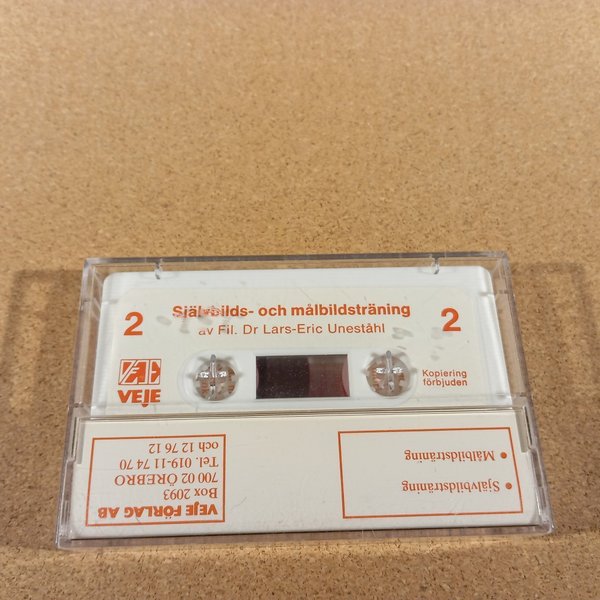 Självbilds- och målbildsträning
av Fil. Dr Lars-Eric Uneståhl
2
2
VEJE
Kopiering
förbjuden
VEJE FÖRLAG AB
Box 2093
700 02 ÖREBRO
Tel. 019-11 74 70
och 12 76 12
• Självbildsträning
• Målbildsträning